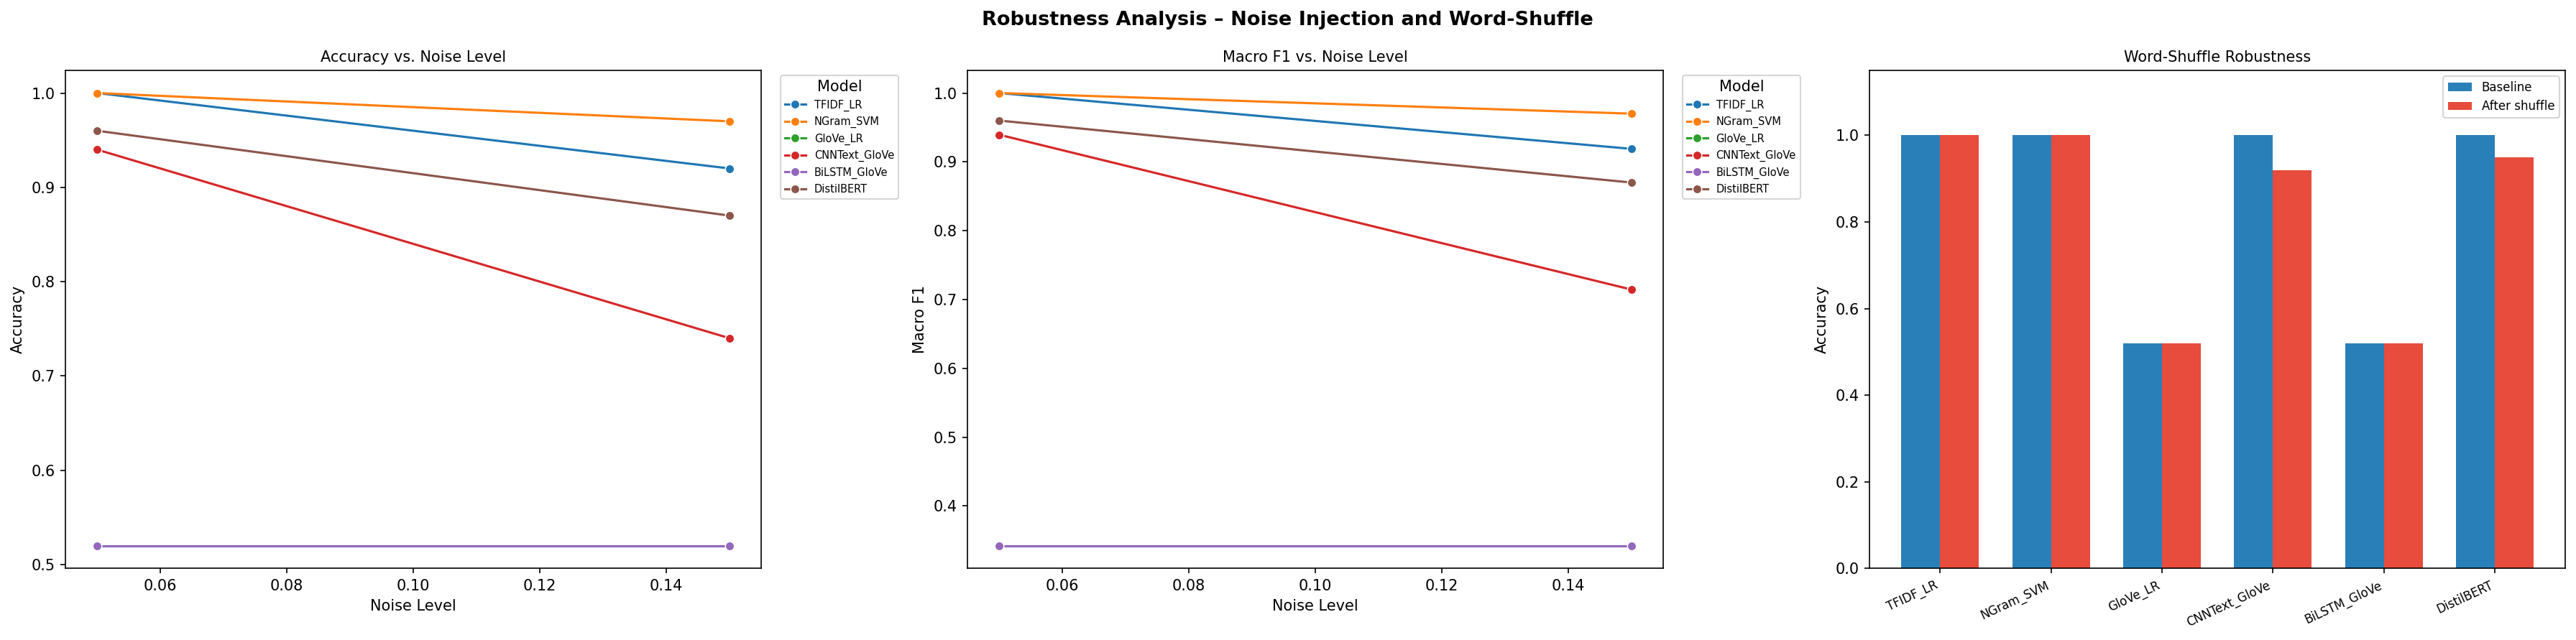 Robustness Analysis – Noise Injection and Word-Shuffle
Accuracy vs. Noise Level
Accuracy
1.0
0.9
0.8
0.7
0.6
0.5
0.06 0.08 0.10 0.12 0.14
Noise Level
Model
TFIDF_LR
NGram_SVM
GloVe_LR
CNNText_GloVe
BiLSTM_GloVe
DistilBERT
Macro F1 vs. Noise Level
Macro F1
1.0
0.9
0.8
0.7
0.6
0.5
0.4
0.06 0.08 0.10 0.12 0.14
Noise Level
Model
TFIDF_LR
NGram_SVM
GloVe_LR
CNNText_GloVe
BiLSTM_GloVe
DistilBERT
Word-Shuffle Robustness
Accuracy
1.0
0.8
0.6
0.4
0.2
0.0
Baseline
After shuffle
TFIDF_LR NGram_SVM GloVe_LR CNNText_GloVe BiLSTM_GloVe DistilBERT